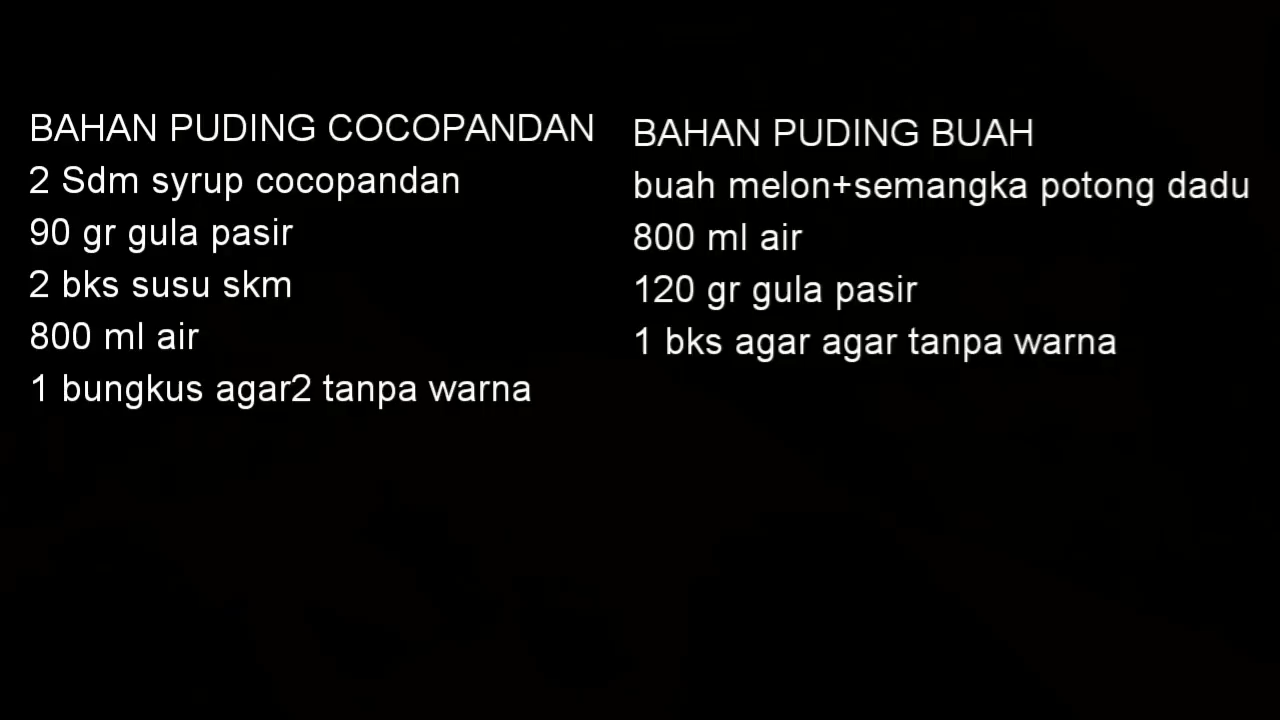 BAHAN PUDING COCOPANDAN
2 Sdm syrup cocopandan
90 gr gula pasir
2 bks susu skm
800 ml air
1 bungkus agar2 tanpa warna
BAHAN PUDING BUAH
buah melon+semangka potong dadu
800 ml air
120 gr gula pasir
1 bks agar agar tanpa warna